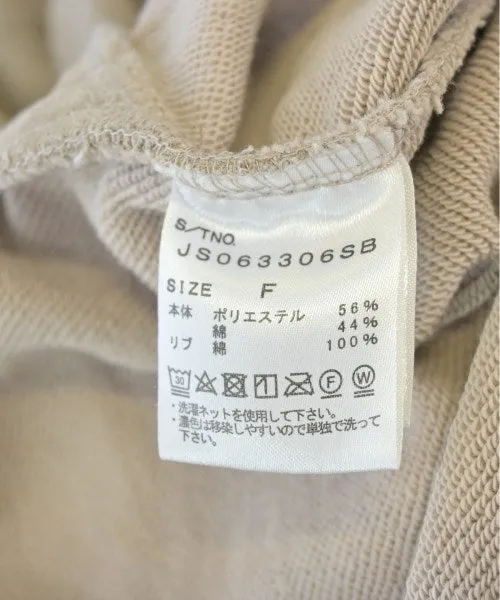 S/TNO.
JS063306SB
SIZE F
本体 ポリエステル 56%
綿 44%
リブ 綿 100%
30 F W
・洗濯ネットを使用して下さい。
・濃色は移染しやすいので単独で洗って
下さい。